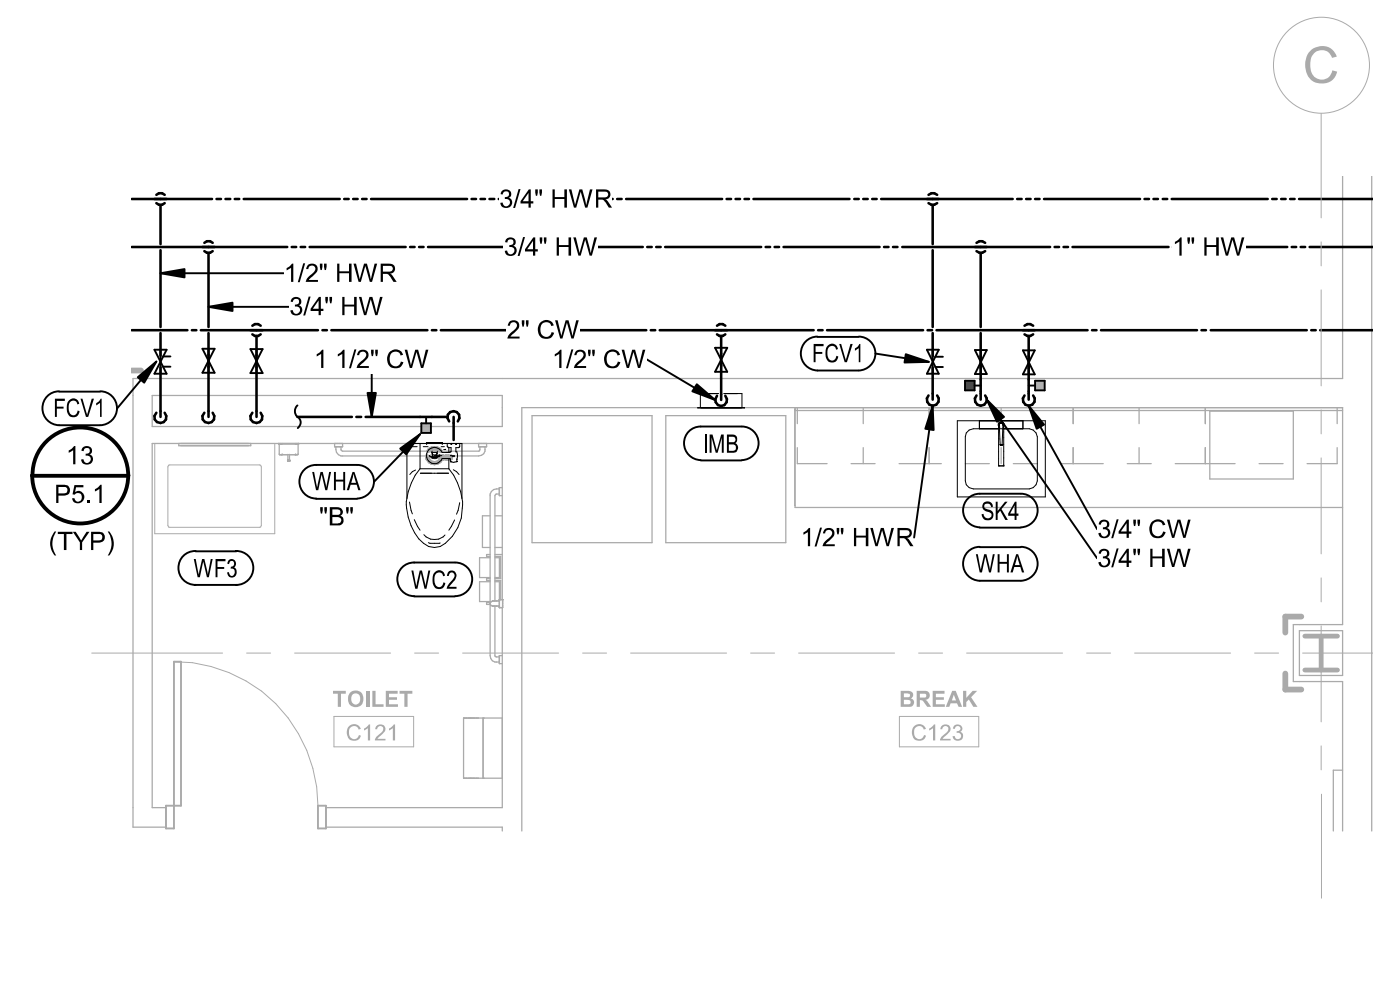 C
3/4" HWR
3/4" HW
1" HW
1/2" HWR
3/4" HW
2" CW
1 1/2" CW
1/2" CW
FCV1
FCV1
13
P5.1
(TYP)
IMB
WHA
"B"
SK4
1/2" HWR
3/4" CW
3/4" HW
WF3
WC2
WHA
TOILET
C121
BREAK
C123